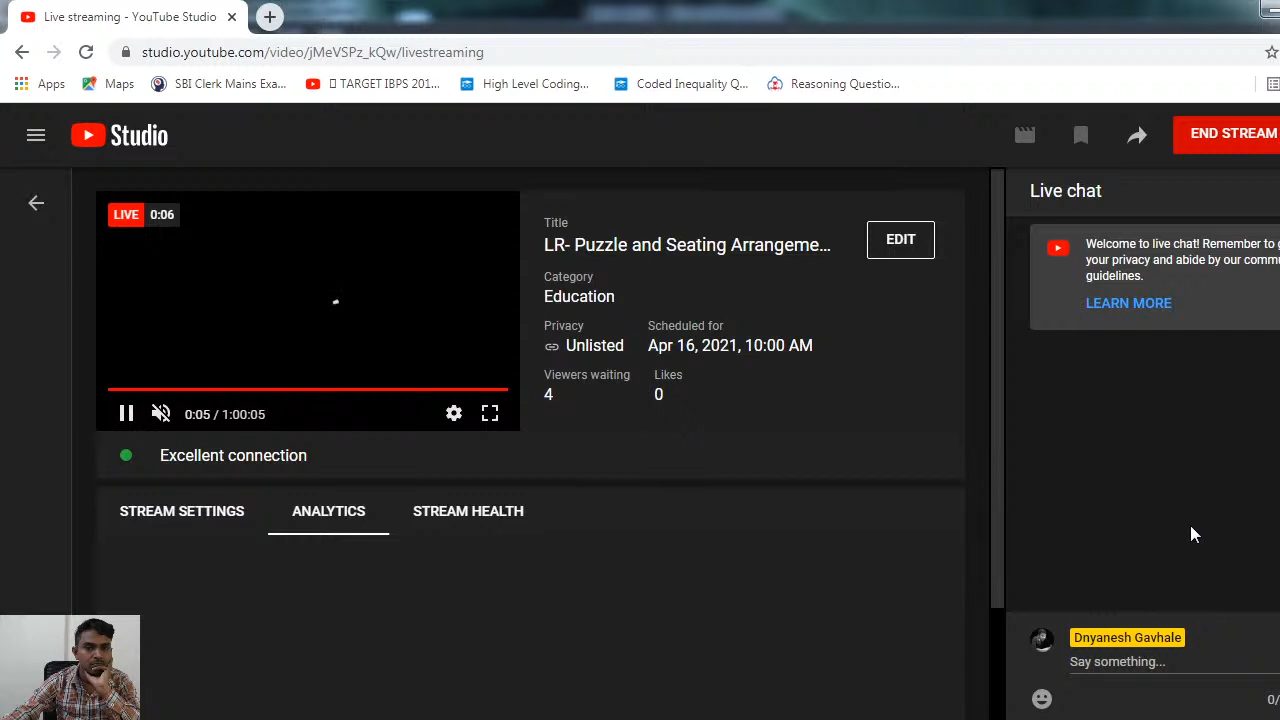 Live streaming - YouTube Studio
studio.youtube.com/video/jMeVSPz_kQw/livestreaming
Apps
Maps
SBI Clerk Mains Exa...
TARGET IBPS 201...
High Level Coding...
Coded Inequality Q...
Reasoning Questio...
Studio
END STREAM
LIVE 0:06
0:05 / 1:00:05
Title
LR- Puzzle and Seating Arrangeme...
EDIT
Category
Education
Privacy
Unlisted
Scheduled for
Apr 16, 2021, 10:00 AM
Viewers waiting
4
Likes
0
Excellent connection
STREAM SETTINGS
ANALYTICS
STREAM HEALTH
Live chat
Welcome to live chat! Remember to g
your privacy and abide by our comm
guidelines.
LEARN MORE
Dnyanesh Gavhale
Say something...
0/